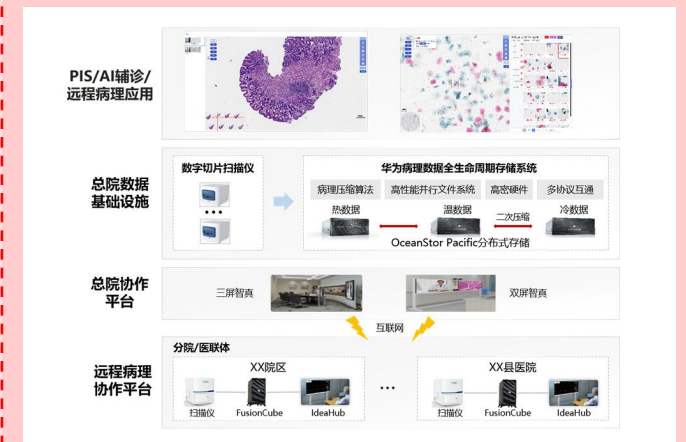 PIS/AI辅诊/
远程病理应用
总院数据
基础设施
数字切片扫描仪
华为病理数据全生命周期存储系统
病理压缩算法
高性能并行文件系统
高密硬件
多协议互通
热数据
温数据
二次压缩
冷数据
OceanStor Pacific分布式存储
总院协作
平台
三屏智真
双屏智真
互联网
远程病理
协作平台
分院/医联体
XX院区
扫描仪
FusionCube
IdeaHub
XX县医院
扫描仪
FusionCube
IdeaHub